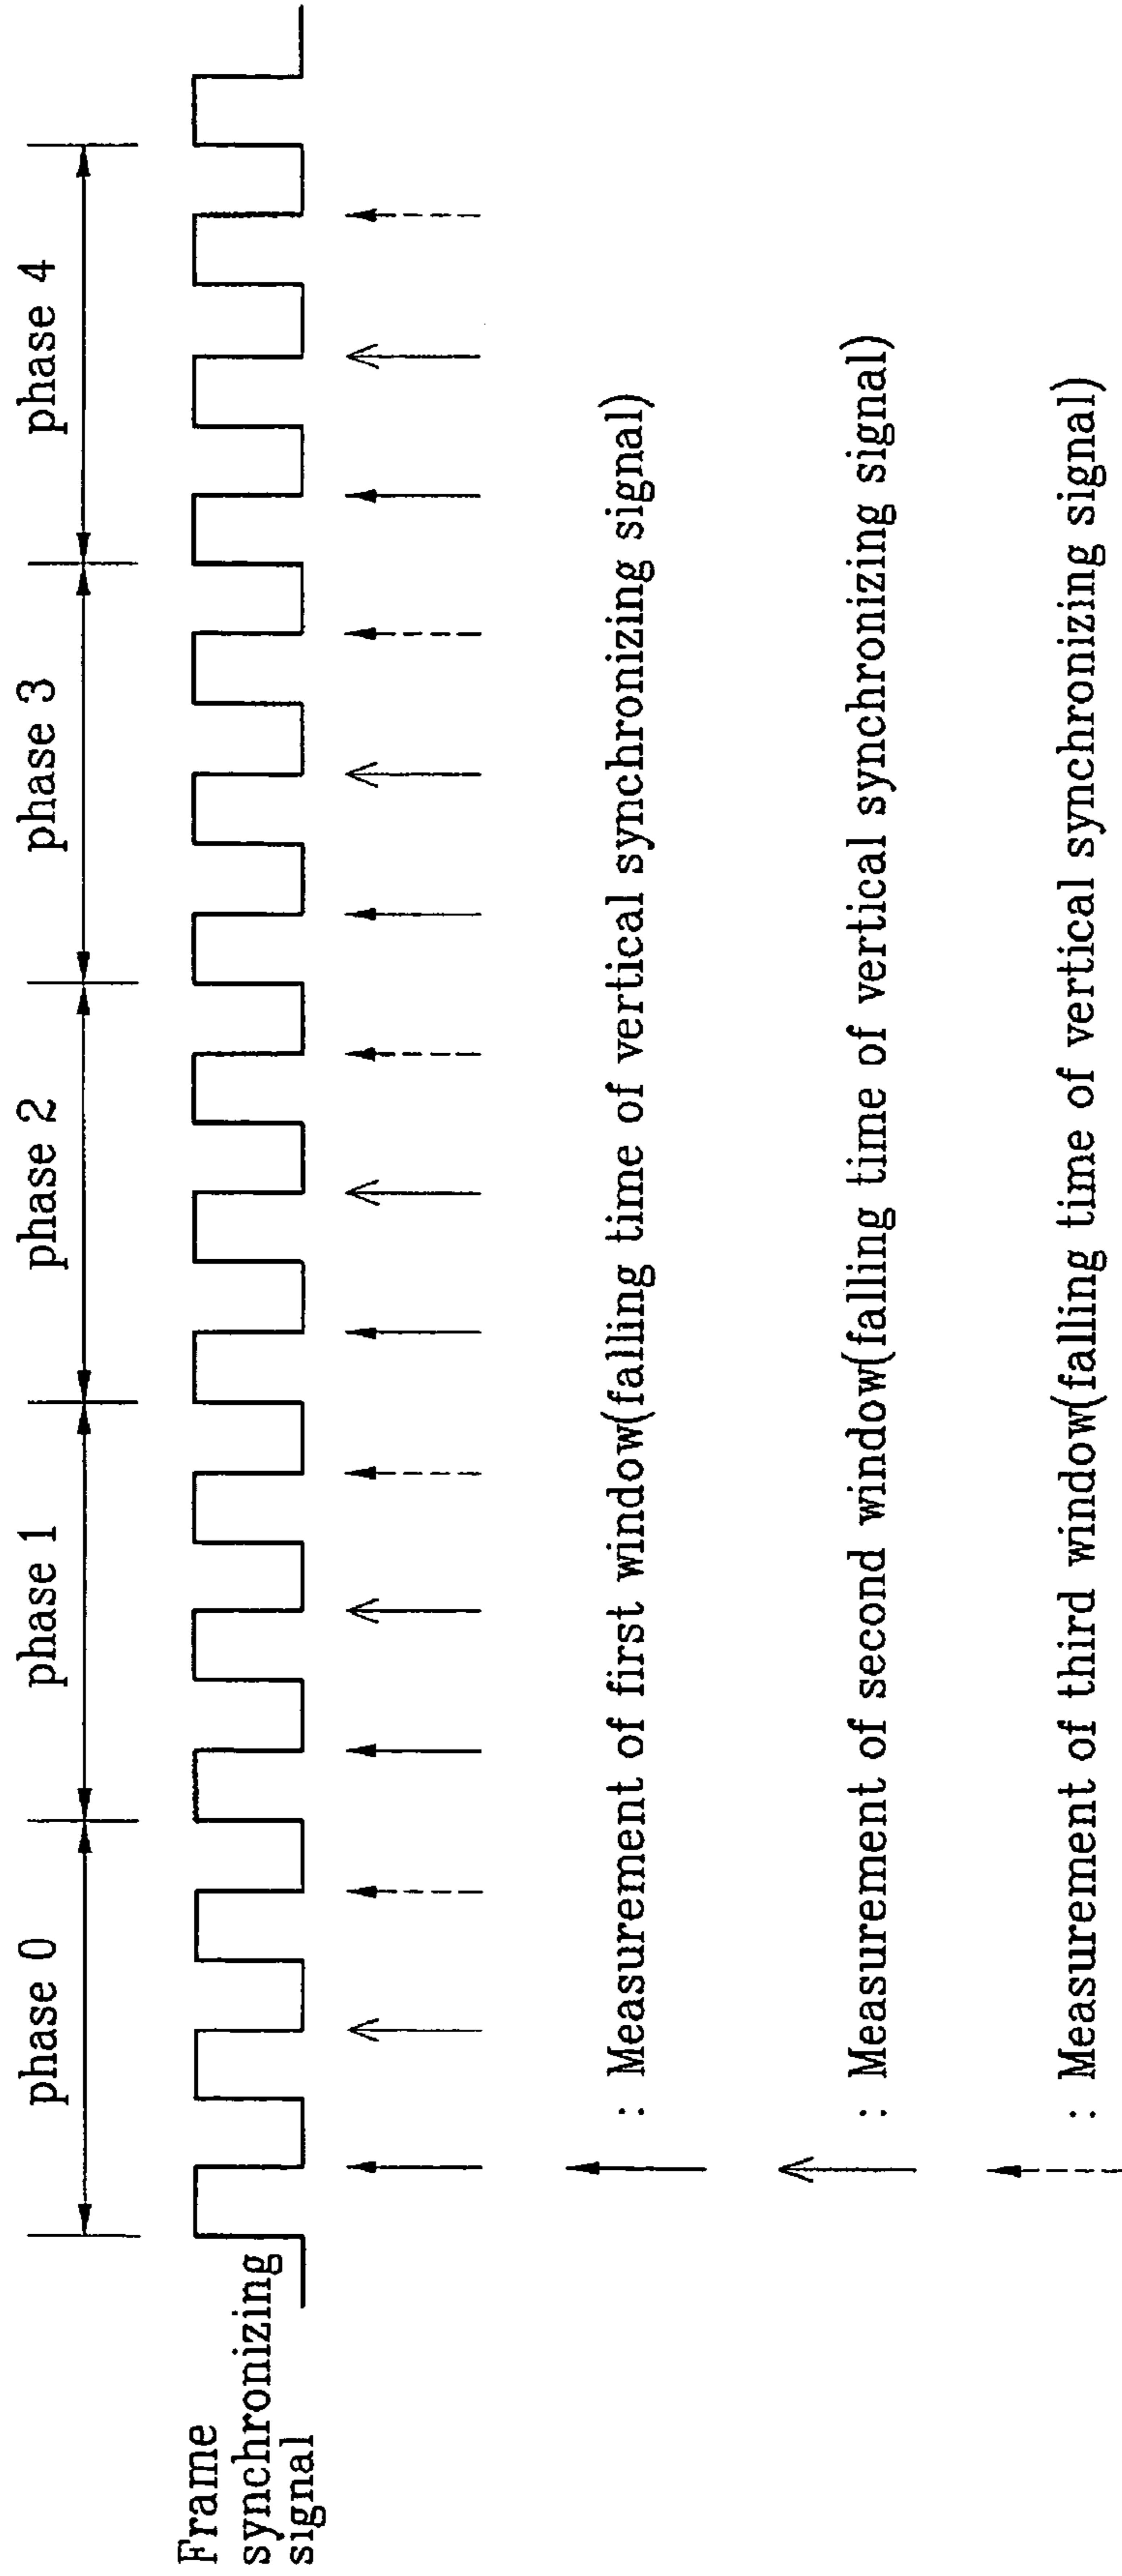 phase 0
phase 1
phase 2
phase 3
phase 4
Frame
synchronizing
signal
: Measurement of first window(falling time of vertical synchronizing signal)
: Measurement of second window(falling time of vertical synchronizing signal)
: Measurement of third window(falling time of vertical synchronizing signal)